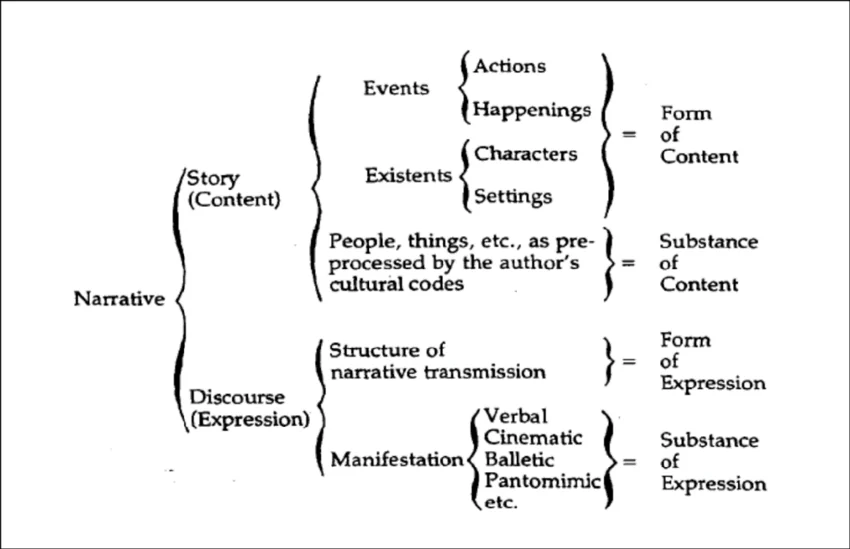 Narrative
Story
(Content)
Events
Actions
Happenings
Existents
Characters
Settings
=
Form
of
Content
People, things, etc., as pre-
processed by the author's
cultural codes
=
Substance
of
Content
Discourse
(Expression)
Structure of
narrative transmission
=
Form
of
Expression
Manifestation
Verbal
Cinematic
Balletic
Pantomimic
etc.
=
Substance
of
Expression